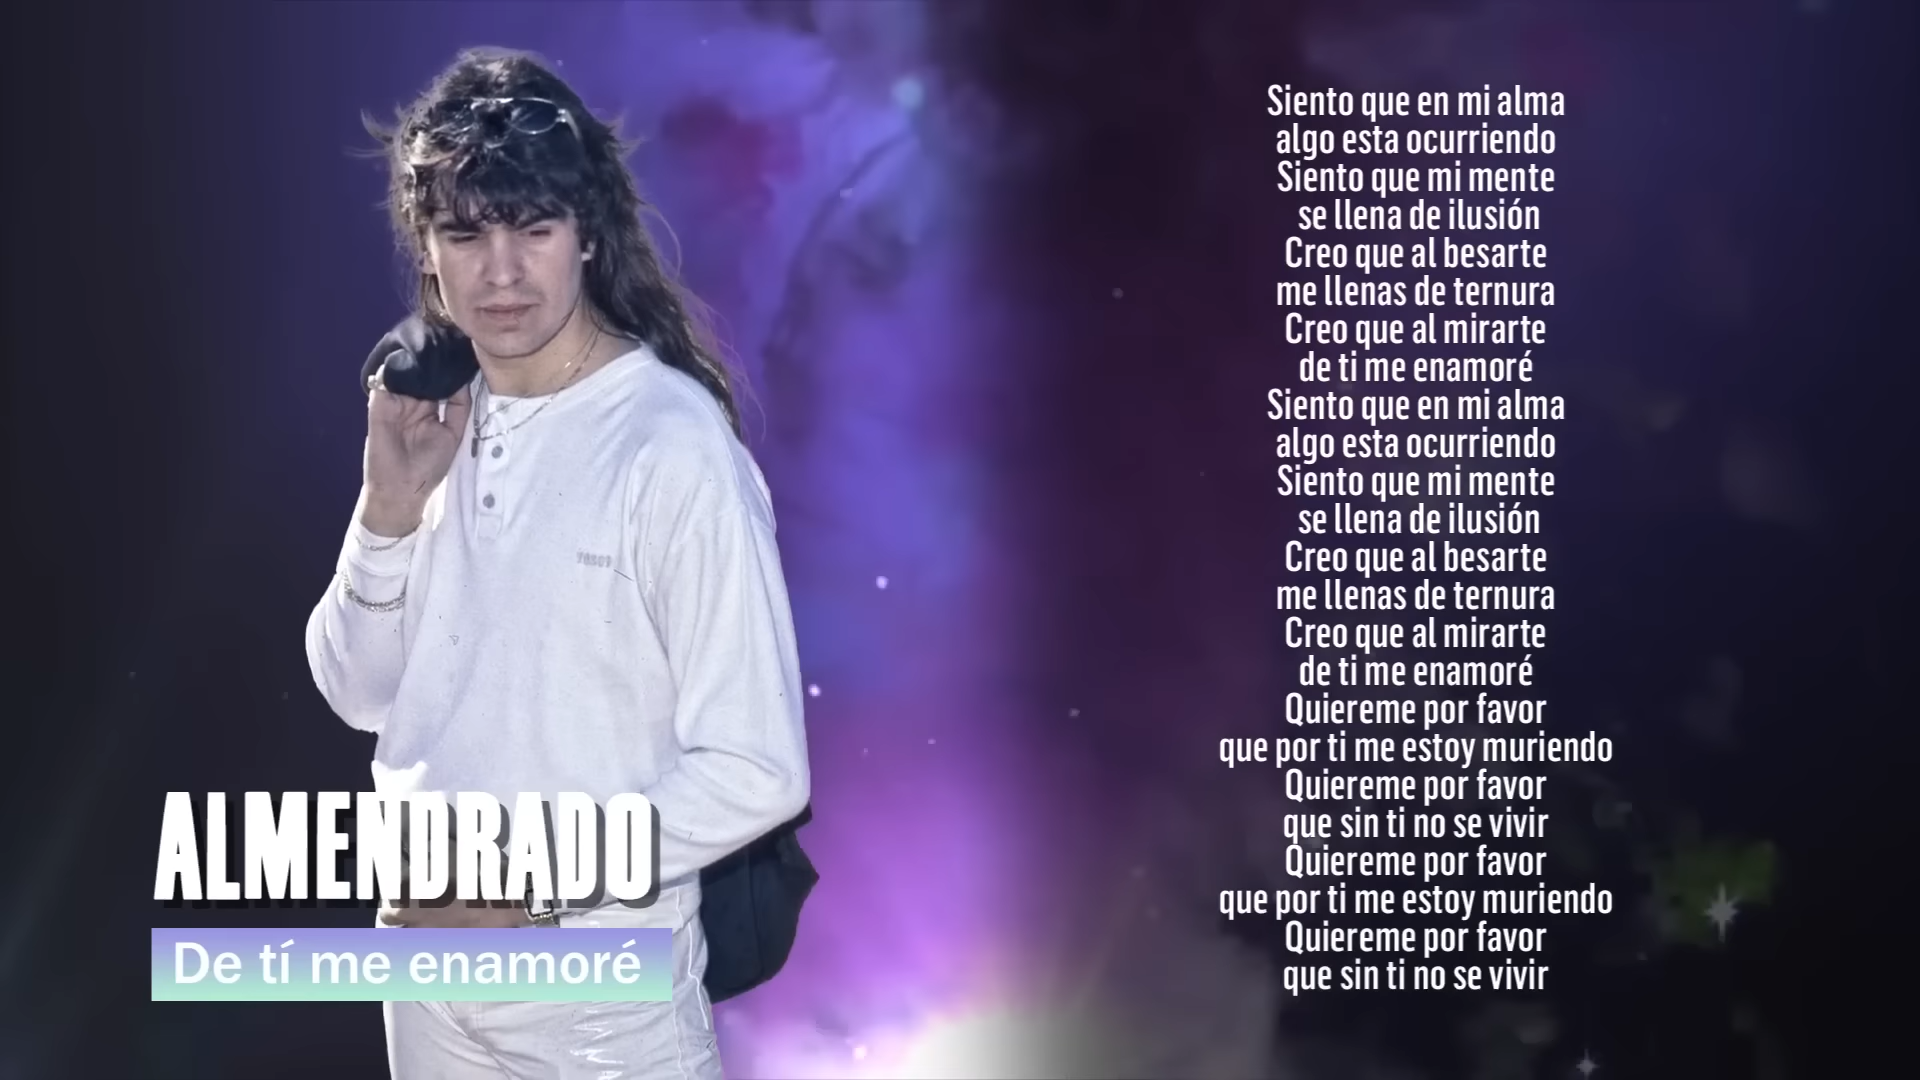 Siento que en mi alma
algo esta ocurriendo
Siento que mi mente
se llena de ilusión
Creo que al besarte
me llenas de ternura
Creo que al mirarte
de ti me enamoré
Siento que en mi alma
algo esta ocurriendo
Siento que mi mente
se llena de ilusión
Creo que al besarte
me llenas de ternura
Creo que al mirarte
de ti me enamoré
Quiereme por favor
que por ti me estoy muriendo
Quiereme por favor
que sin ti no se vivir
Quiereme por favor
que por ti me estoy muriendo
Quiereme por favor
que sin ti no se vivir
ALMENDRADO
De tí me enamoré